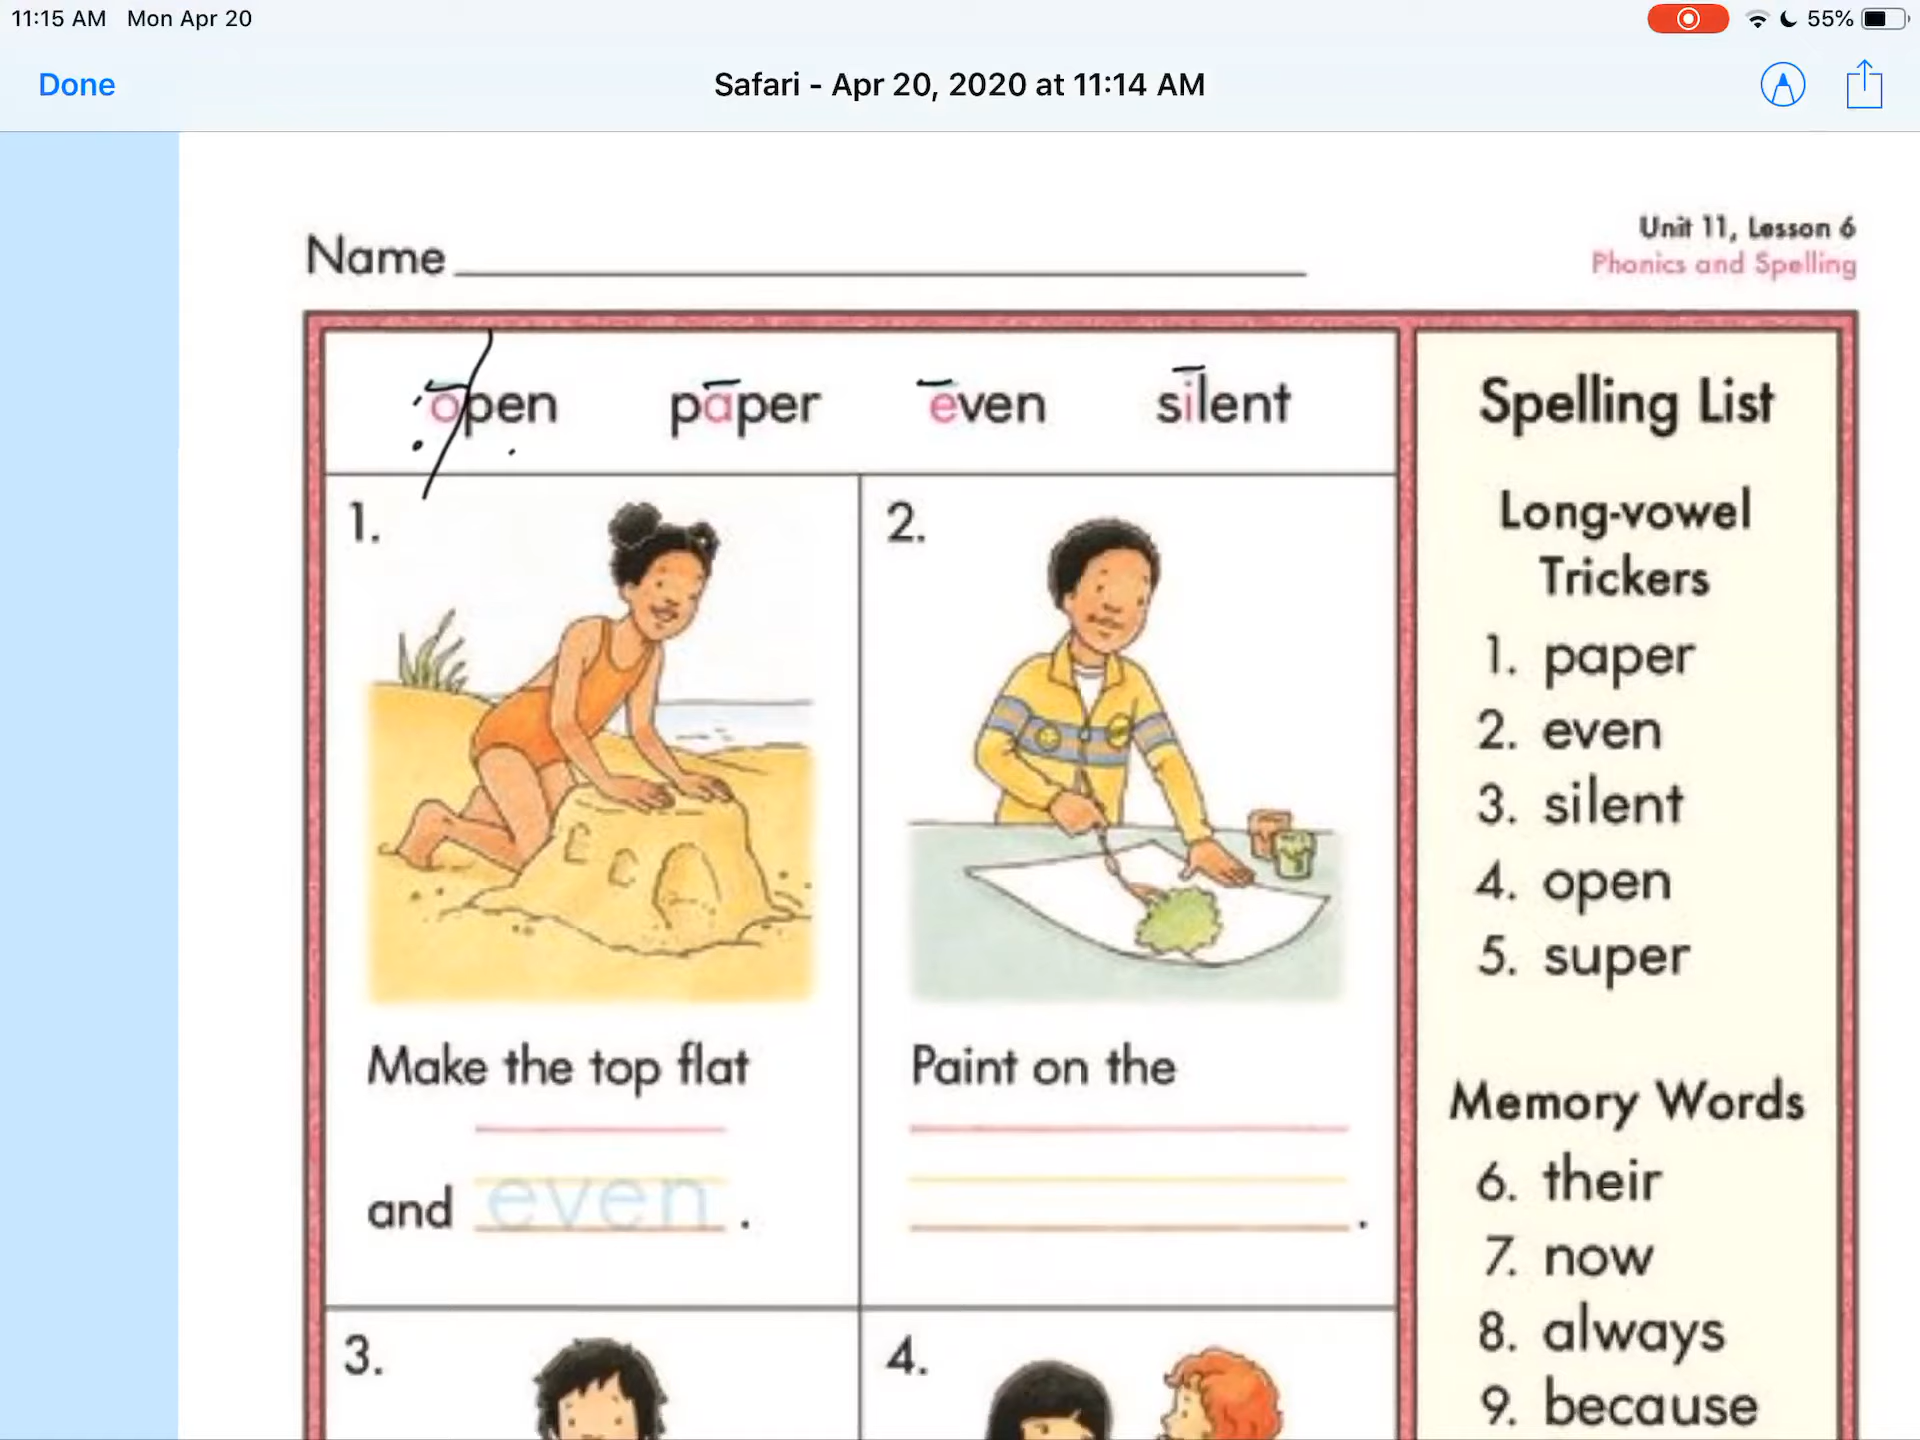 11:15 AM Mon Apr 20
55%
Done
Safari - Apr 20, 2020 at 11:14 AM
Name
Unit 11, Lesson 6
Phonics and Spelling
open paper even silent
1.
Make the top flat
and even .
2.
Paint on the
.
3.
4.
Spelling List
Long-vowel
Trickers
1. paper
2. even
3. silent
4. open
5. super
Memory Words
6. their
7. now
8. always
9. because